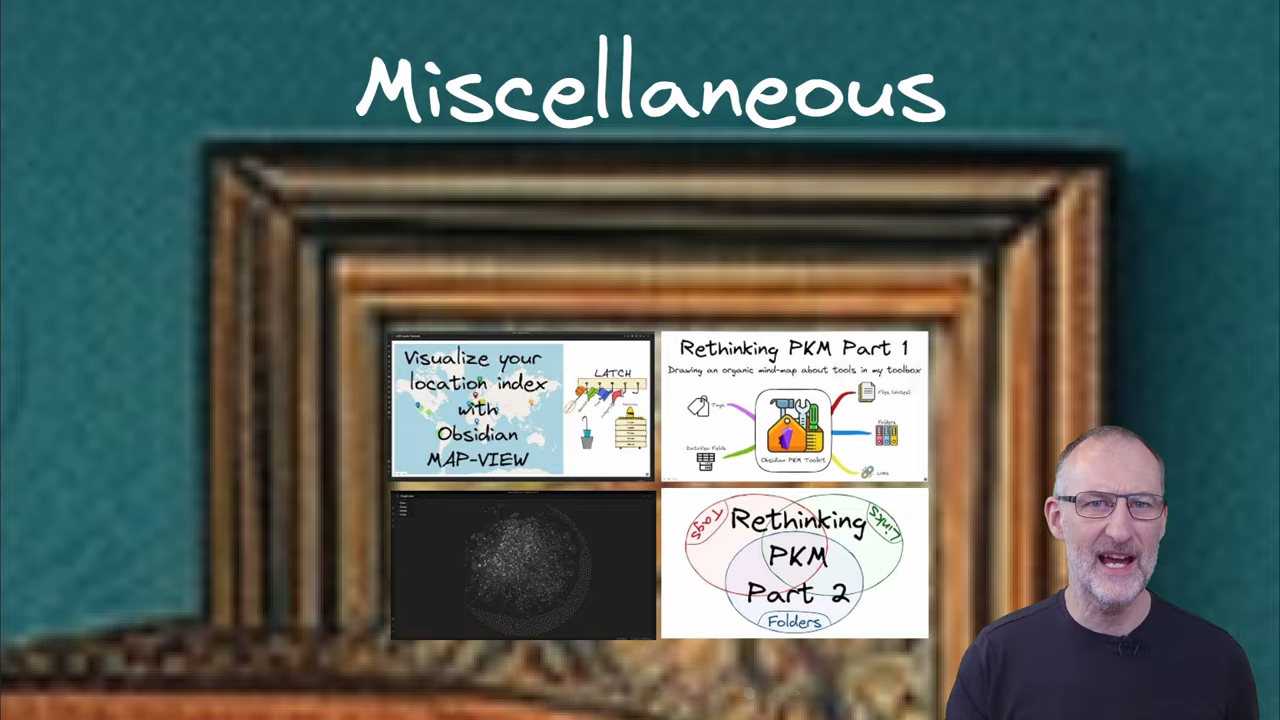 Miscellaneous
Visualize your
location index
with
Obsidian
MAP-VIEW
LATCH
Rethinking PKM Part 1
Drawing an organic mind-map about tools in my toolbox
Tags
Files (Notes)
Folders
Dataview Fields
Obsidian PKM Toolkit
Links
Tags
Links
Rethinking
PKM
Part 2
Folders